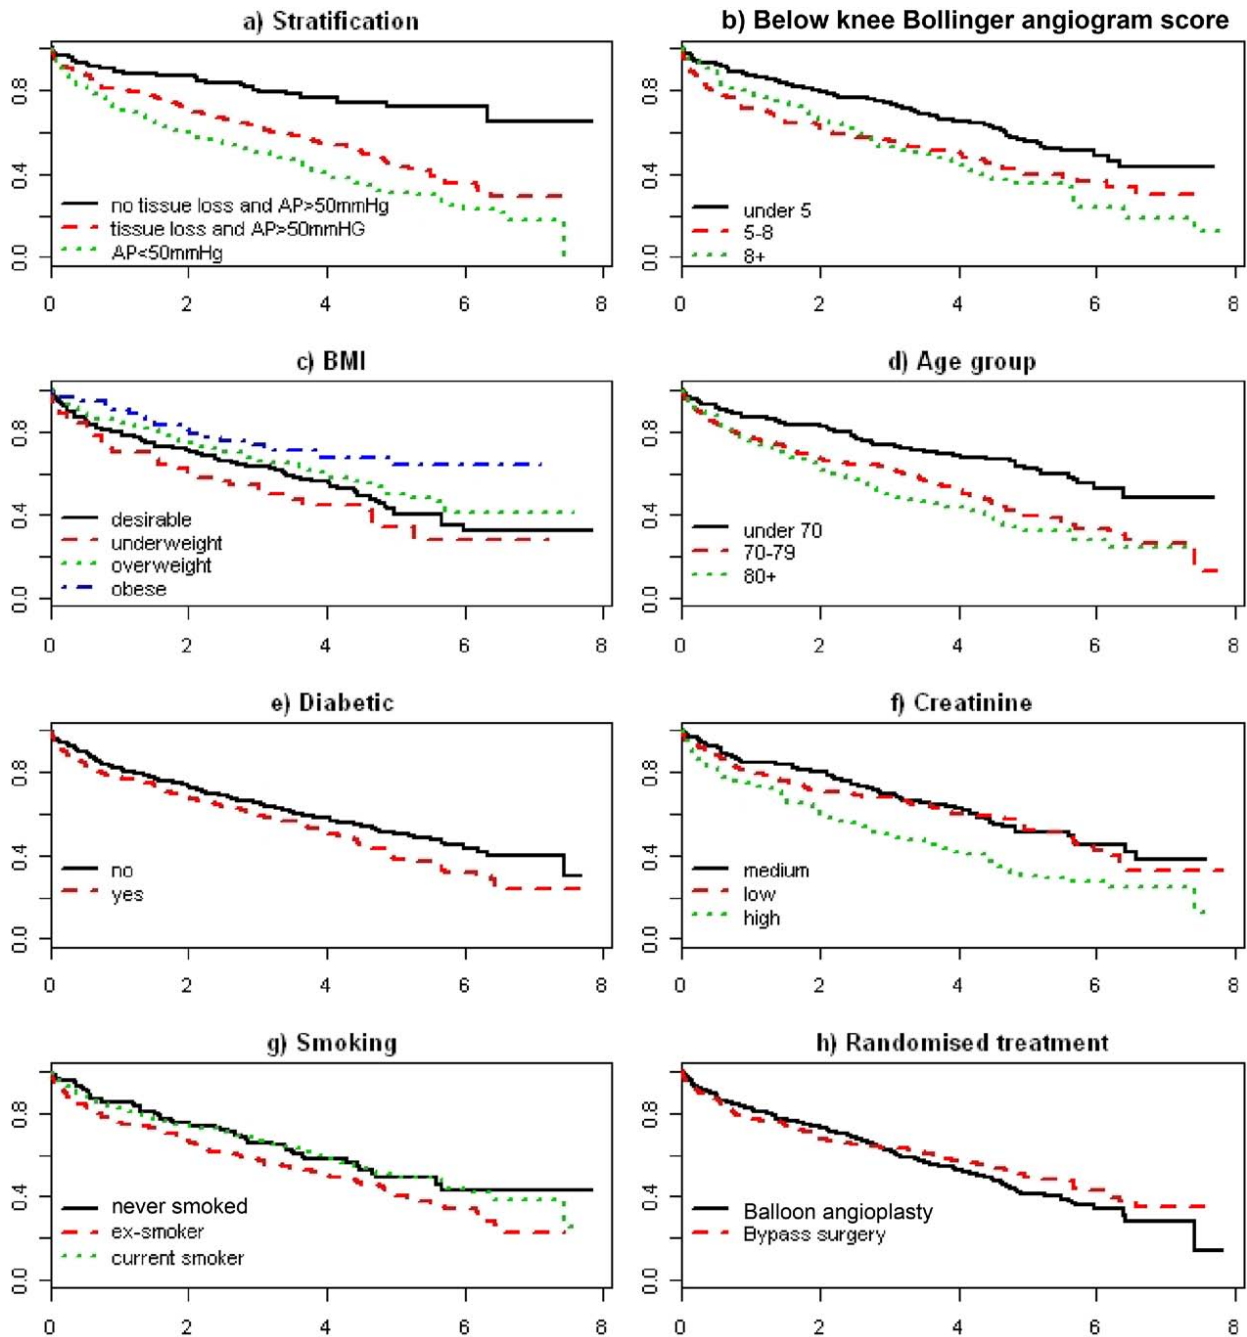 a) Stratification
0.8
0.4
0.0
no tissue loss and AP>50mmHg
tissue loss and AP>50mmHG
AP<50mmHg
0 2 4 6 8
b) Below knee Bollinger angiogram score
0.8
0.4
0.0
under 5
5-8
8+
0 2 4 6 8
c) BMI
0.8
0.4
0.0
desirable
underweight
overweight
obese
0 2 4 6 8
d) Age group
0.8
0.4
0.0
under 70
70-79
80+
0 2 4 6 8
e) Diabetic
0.8
0.4
0.0
no
yes
0 2 4 6 8
f) Creatinine
0.8
0.4
0.0
medium
low
high
0 2 4 6 8
g) Smoking
0.8
0.4
0.0
never smoked
ex-smoker
current smoker
0 2 4 6 8
h) Randomised treatment
0.8
0.4
0.0
Balloon angioplasty
Bypass surgery
0 2 4 6 8